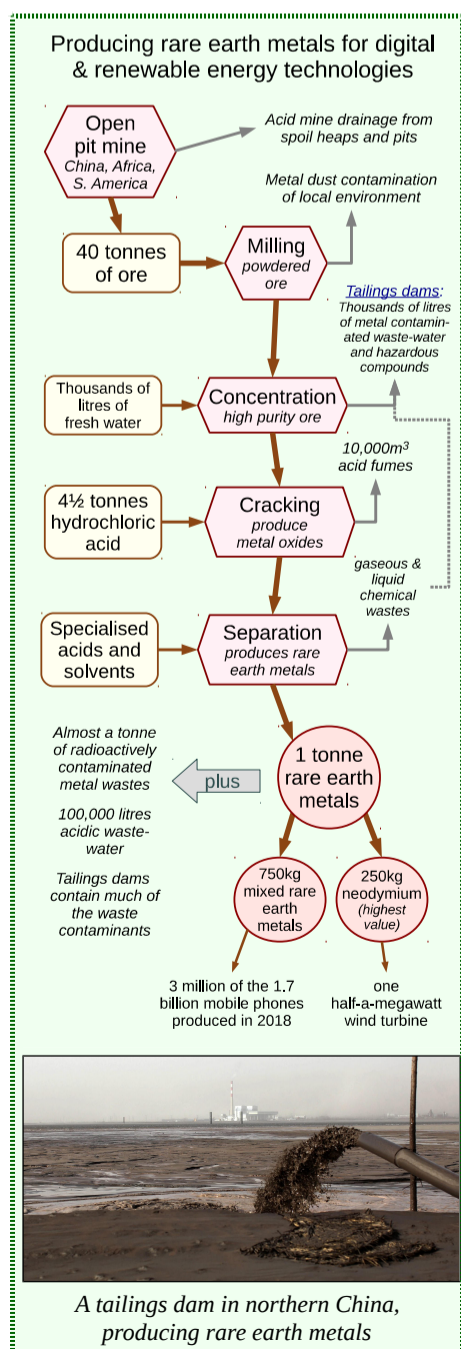 Producing rare earth metals for digital
& renewable energy technologies
Open
pit mine
China, Africa,
S. America
Acid mine drainage from
spoil heaps and pits
Metal dust contamination
of local environment
40 tonnes
of ore
Milling
powdered
ore
Tailings dams:
Thousands of litres
of metal contamin-
ated waste-water
and hazardous
compounds
Thousands of
litres of
fresh water
Concentration
high purity ore
10,000m³
acid fumes
4½ tonnes
hydrochloric
acid
Cracking
produce
metal oxides
gaseous &
liquid
chemical
wastes
Specialised
acids and
solvents
Separation
produces rare
earth metals
Almost a tonne
of radioactively
contaminated
metal wastes
100,000 litres
acidic waste-
water
Tailings dams
contain much of
the waste
contaminants
plus
1 tonne
rare earth
metals
750kg
mixed rare
earth
metals
250kg
neodymium
(highest
value)
3 million of the 1.7
billion mobile phones
produced in 2018
one
half-a-megawatt
wind turbine
A tailings dam in northern China,
producing rare earth metals